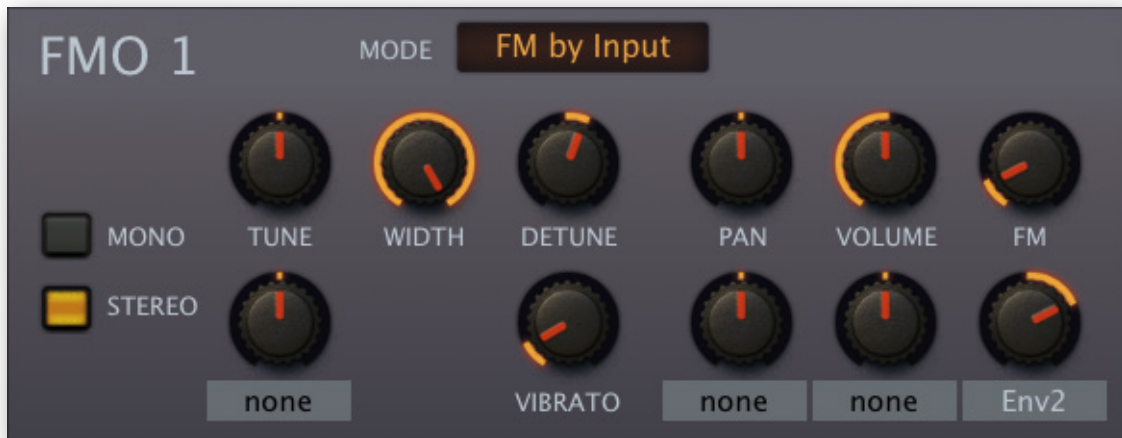 FMO 1
MODE FM by Input
MONO
TUNE WIDTH DETUNE PAN VOLUME FM
STEREO
none VIBRATO none none Env2